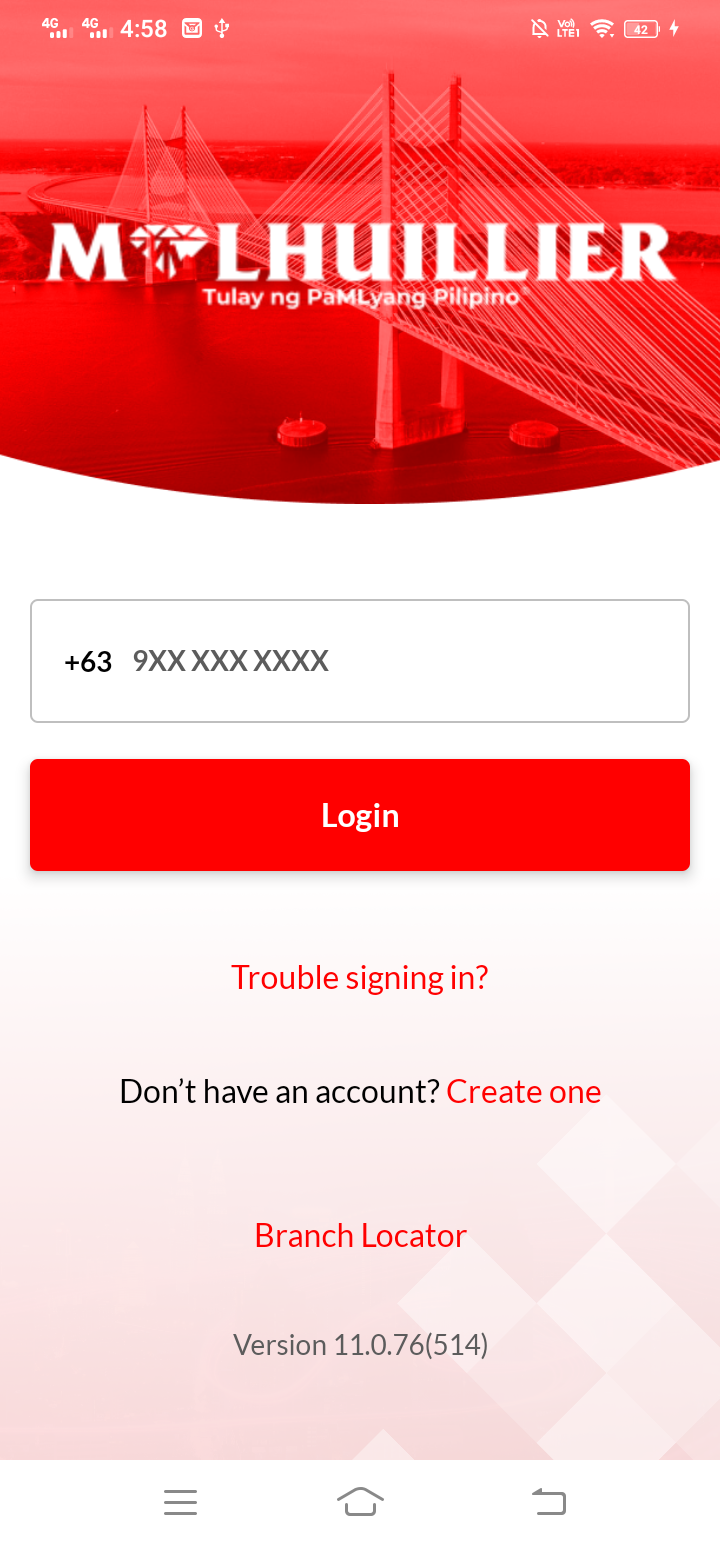 4G 4G 4:58 Vo) LTE1 42
M LHUILLIER
Tulay ng PaMLyang Pilipino
+63 9XX XXX XXXX
Login
Trouble signing in?
Don’t have an account? Create one
Branch Locator
Version 11.0.76(514)